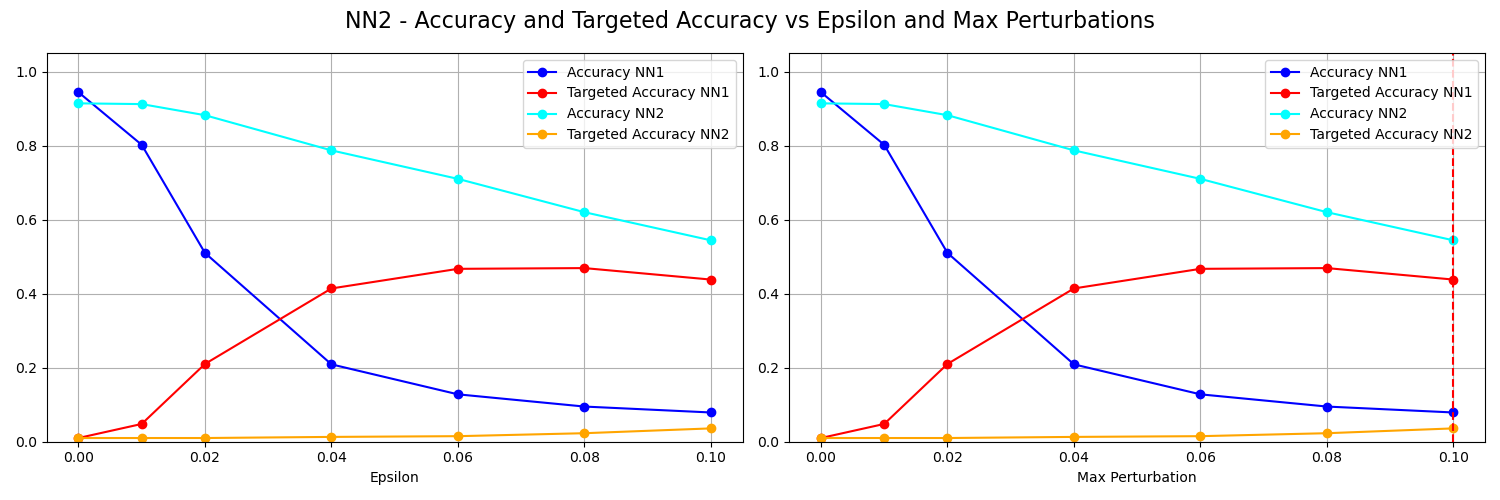 NN2 - Accuracy and Targeted Accuracy vs Epsilon and Max Perturbations
1.0
0.8
0.6
0.4
0.2
0.0
0.00 0.02 0.04 0.06 0.08 0.10
Epsilon
Accuracy NN1
Targeted Accuracy NN1
Accuracy NN2
Targeted Accuracy NN2
1.0
0.8
0.6
0.4
0.2
0.0
0.00 0.02 0.04 0.06 0.08 0.10
Max Perturbation
Accuracy NN1
Targeted Accuracy NN1
Accuracy NN2
Targeted Accuracy NN2